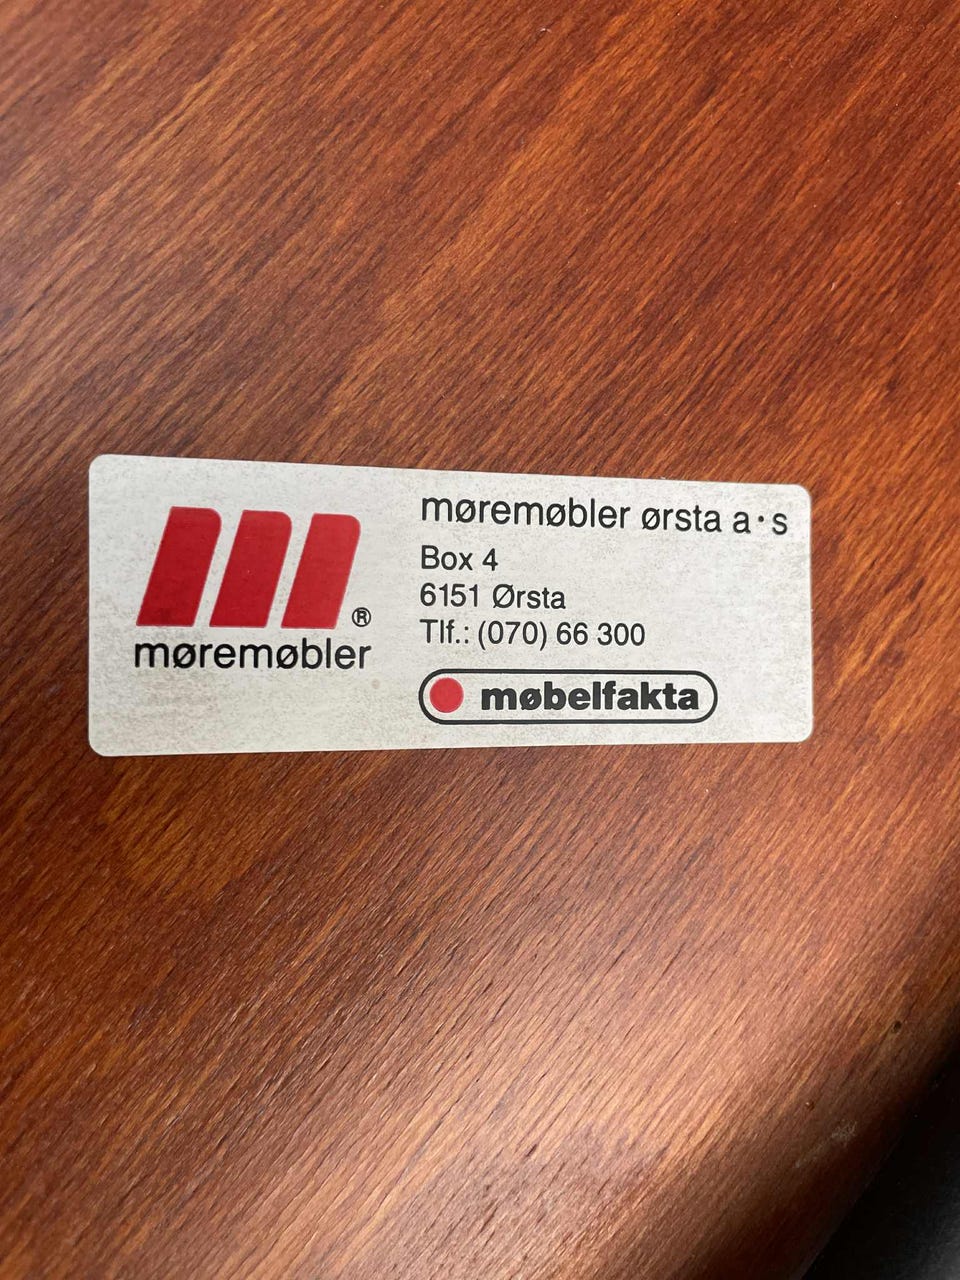 møremøbler
®
møremøbler ørsta a·s
Box 4
6151 Ørsta
Tlf.: (070) 66 300
møbelfakta